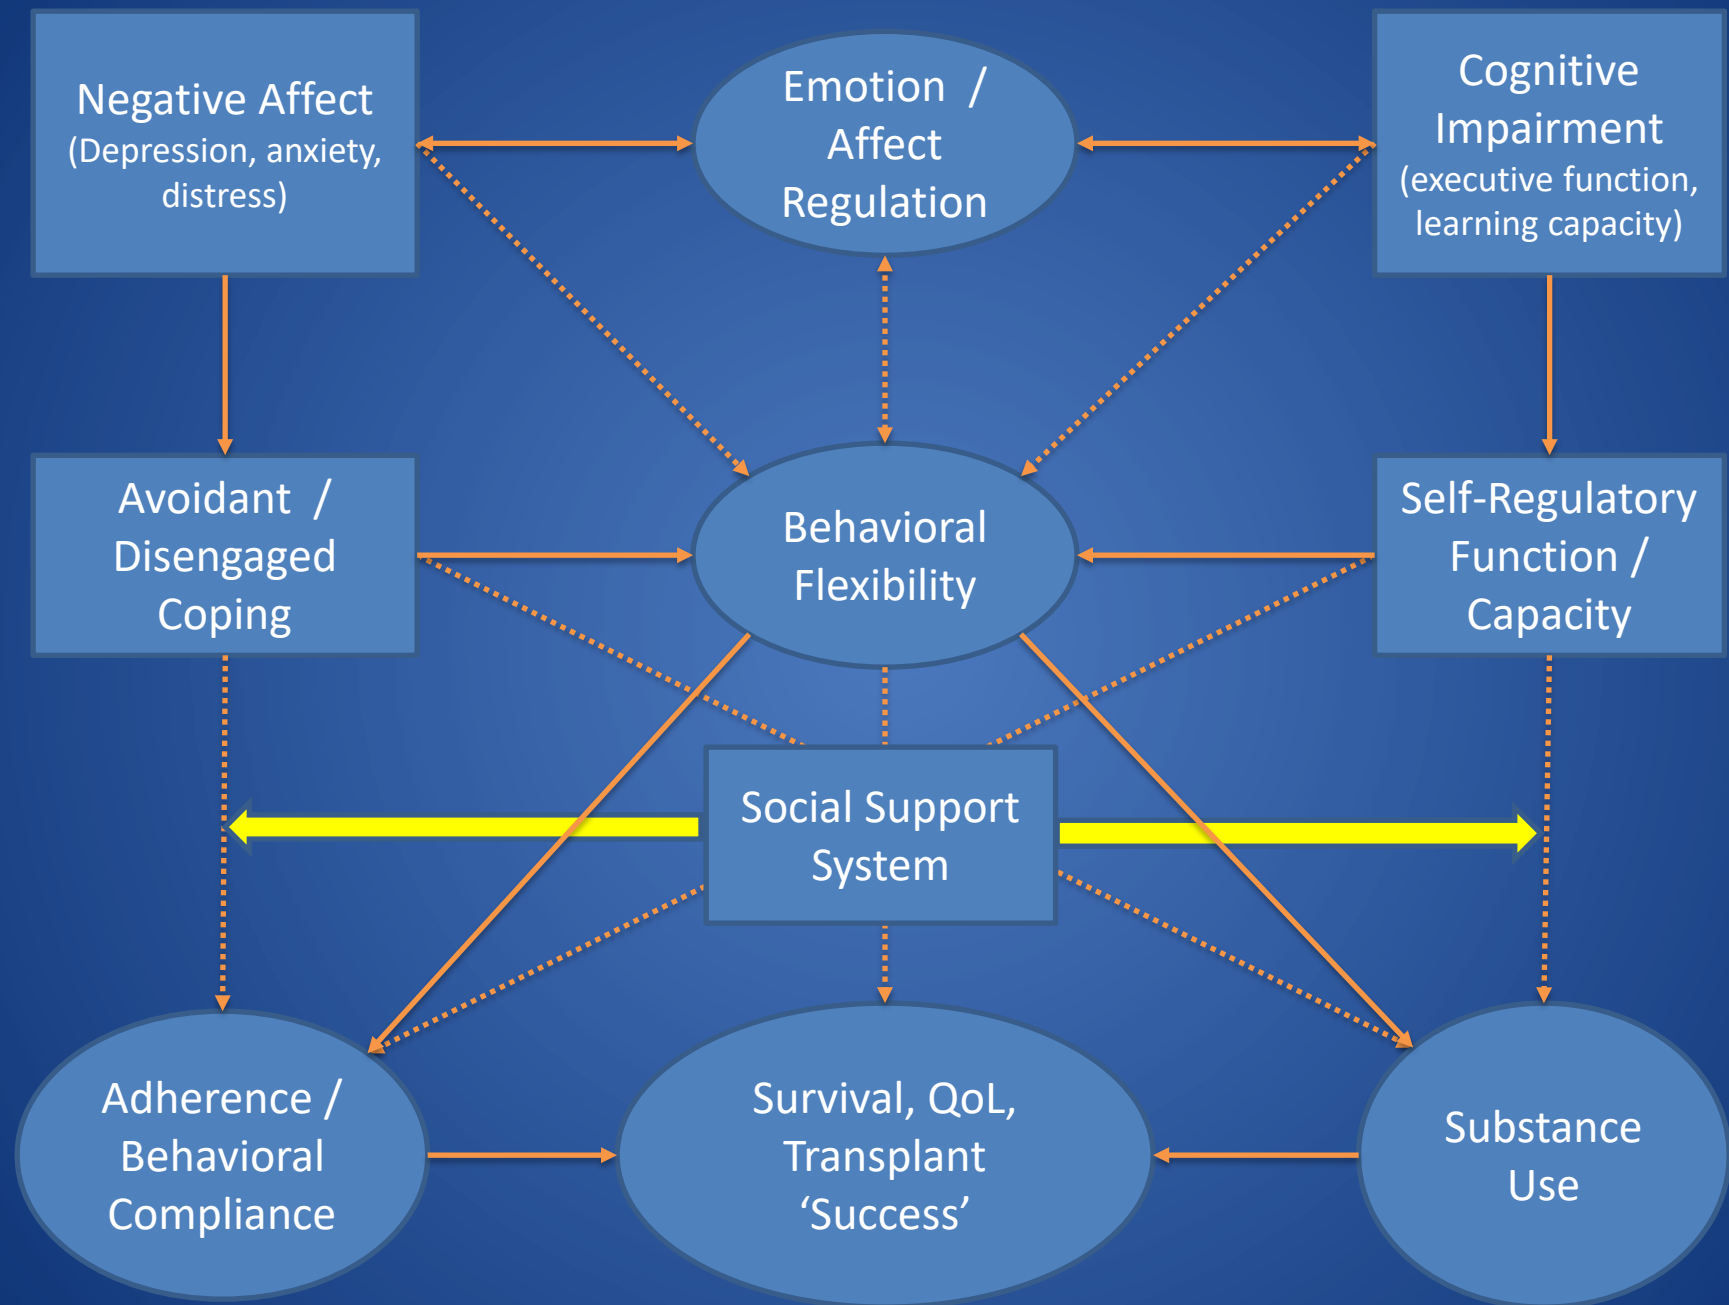 Negative Affect
(Depression, anxiety,
distress)
Emotion /
Affect
Regulation
Cognitive
Impairment
(executive function,
learning capacity)
Avoidant /
Disengaged
Coping
Behavioral
Flexibility
Self-Regulatory
Function /
Capacity
Social Support
System
Adherence /
Behavioral
Compliance
Survival, QoL,
Transplant
‘Success’
Substance
Use